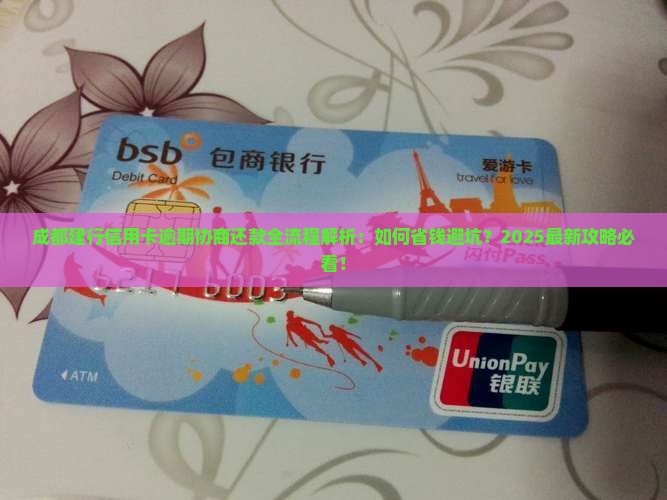 bsb 包商银行
Debit Card
爱游卡
travel for love
成都建行信用卡逾期协商还款全流程解析：如何省钱避坑？2025最新攻略必
看！
闪付Pass
ATM
UnionPay
银联